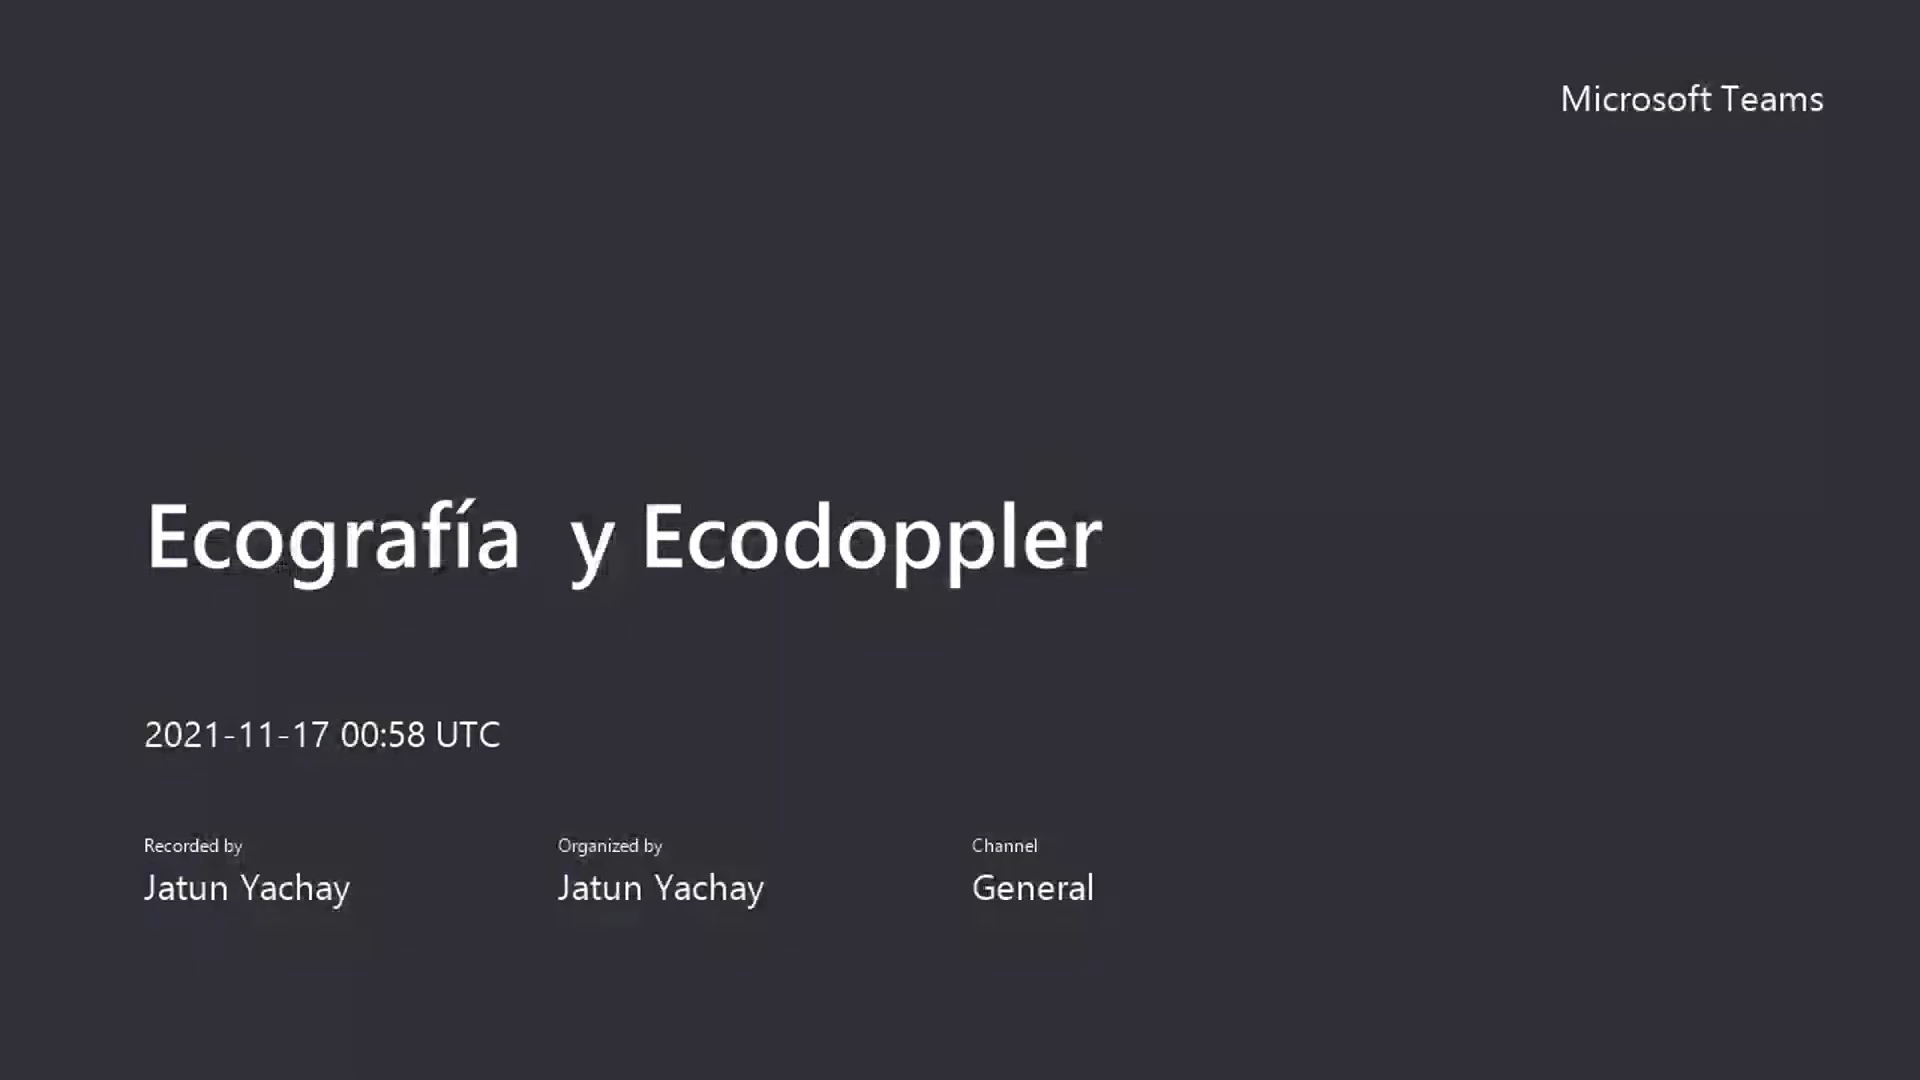 Microsoft Teams
Ecografía  y Ecodoppler
2021-11-17 00:58 UTC
Recorded by
Jatun Yachay
Organized by
Jatun Yachay
Channel
General